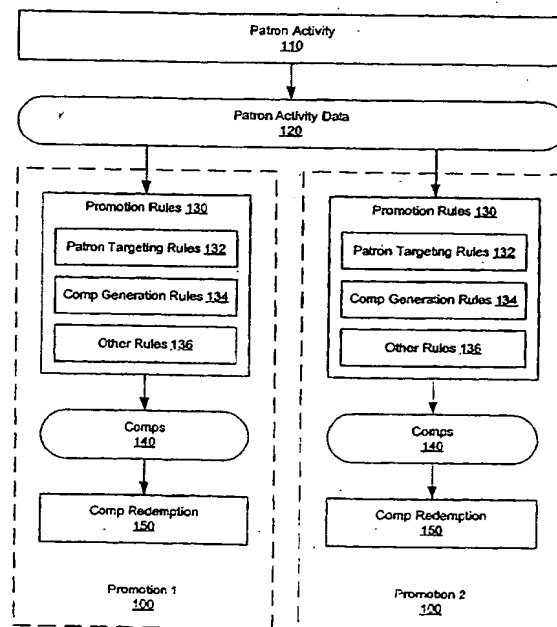 Patron Activity
110
Patron Activity Data
120
Promotion Rules 130
Patron Targeting Rules 132
Comp Generation Rules 134
Other Rules 136
Comps
140
Comp Redemption
150
Promotion 1
100
Promotion Rules 130
Patron Targeting Rules 132
Comp Generation Rules 134
Other Rules 136
Comps
140
Comp Redemption
150
Promotion 2
100